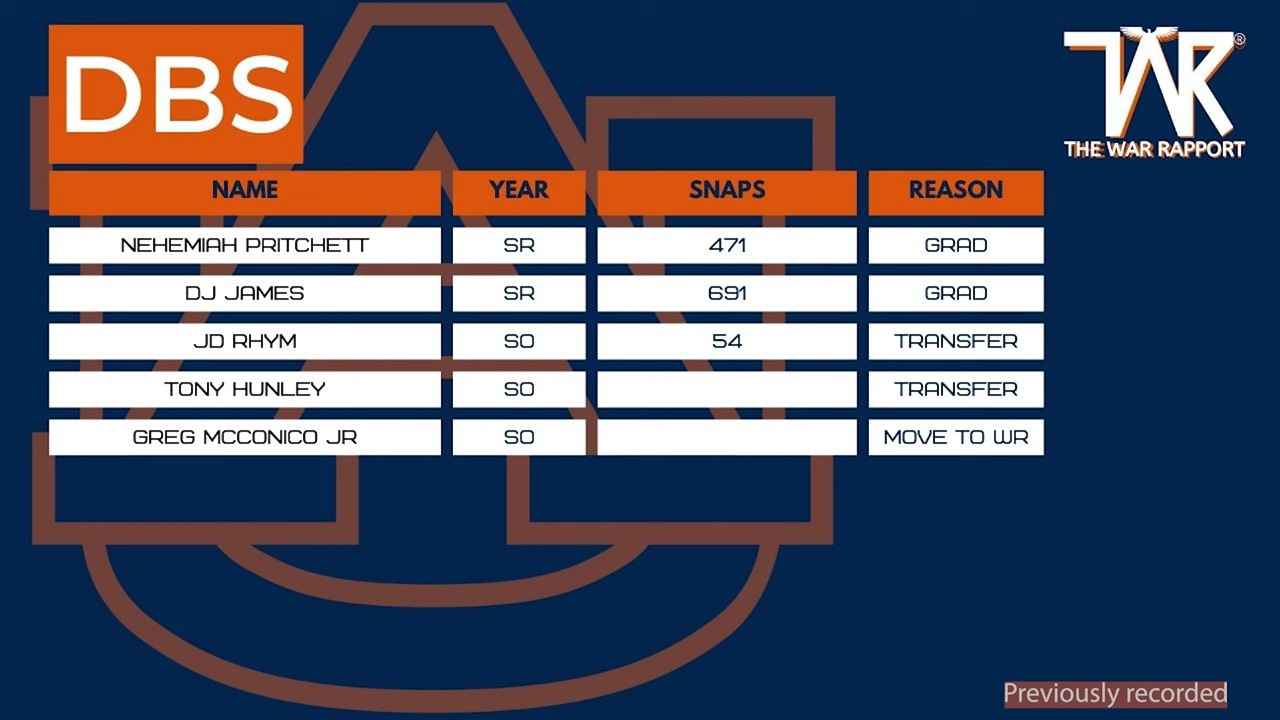 DBS
TAR®
THE WAR RAPPORT
NAME YEAR SNAPS REASON
NEHEMIAH PRITCHETT SR 471 GRAD
DJ JAMES SR 691 GRAD
JD RHYM SO 54 TRANSFER
TONY HUNLEY SO TRANSFER
GREG MCCONICO JR SO MOVE TO WR
Previously recorded